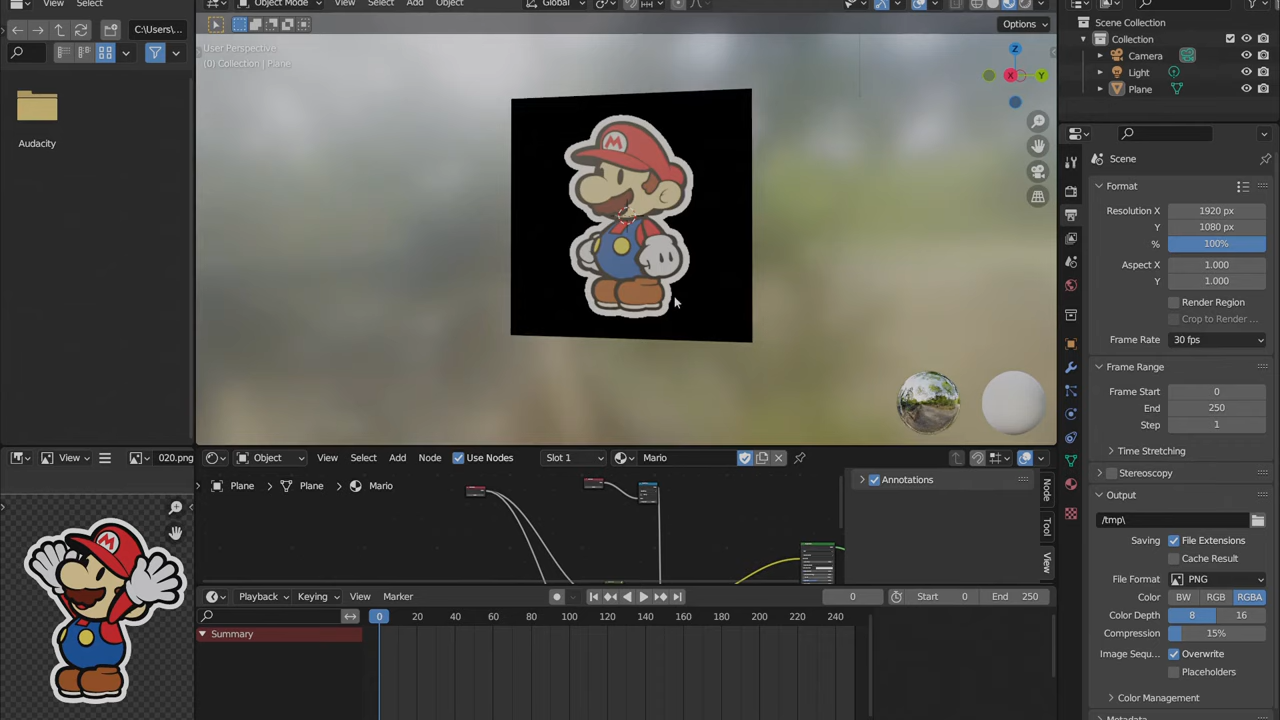 View Select
Object Mode View Select Add Object Global
Options
C:\Users\...
User Perspective
(0) Collection | Plane
Z
X
Y
Audacity
M
Scene Collection
Collection
Camera
Light
Plane
Scene
Format
Resolution X 1920 px
Y 1080 px
% 100%
Aspect X 1.000
Y 1.000
Render Region
Crop to Render ...
Frame Rate 30 fps
Frame Range
Frame Start 0
End 250
Step 1
Time Stretching
Stereoscopy
Output
/tmp\
Saving File Extensions
Cache Result
File Format PNG
Color BW RGB RGBA
Color Depth 8 16
Compression 15%
Image Sequ... Overwrite
Placeholders
Color Management
Metadata
View 020.png
M
Object View Select Add Node Use Nodes Slot 1 Mario
Plane Plane Mario
Annotations
Node
Tool
View
Playback Keying View Marker 0 Start 0 End 250
0 20 40 60 80 100 120 140 160 180 200 220 240
Summary